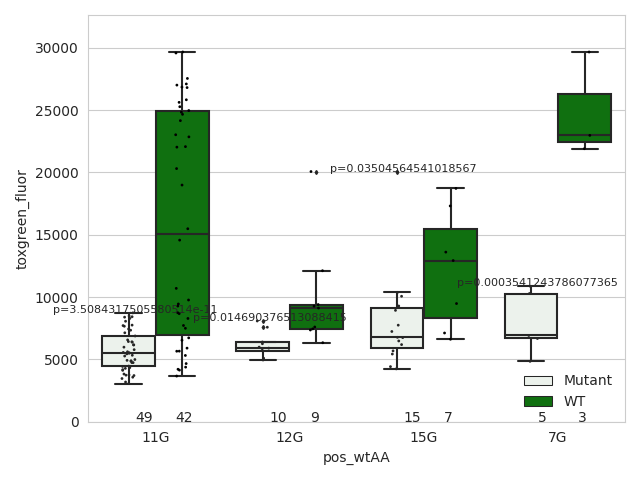 30000
25000
20000
15000
10000
5000
0
toxgreen_fluor
p=3.5084317505580514e-11
p=0.014690376513088415
p=0.03504564541018567
p=0.0003541243786077365
Mutant
WT
49 42 10 9 15 7 5 3
11G 12G 15G 7G
pos_wtAA